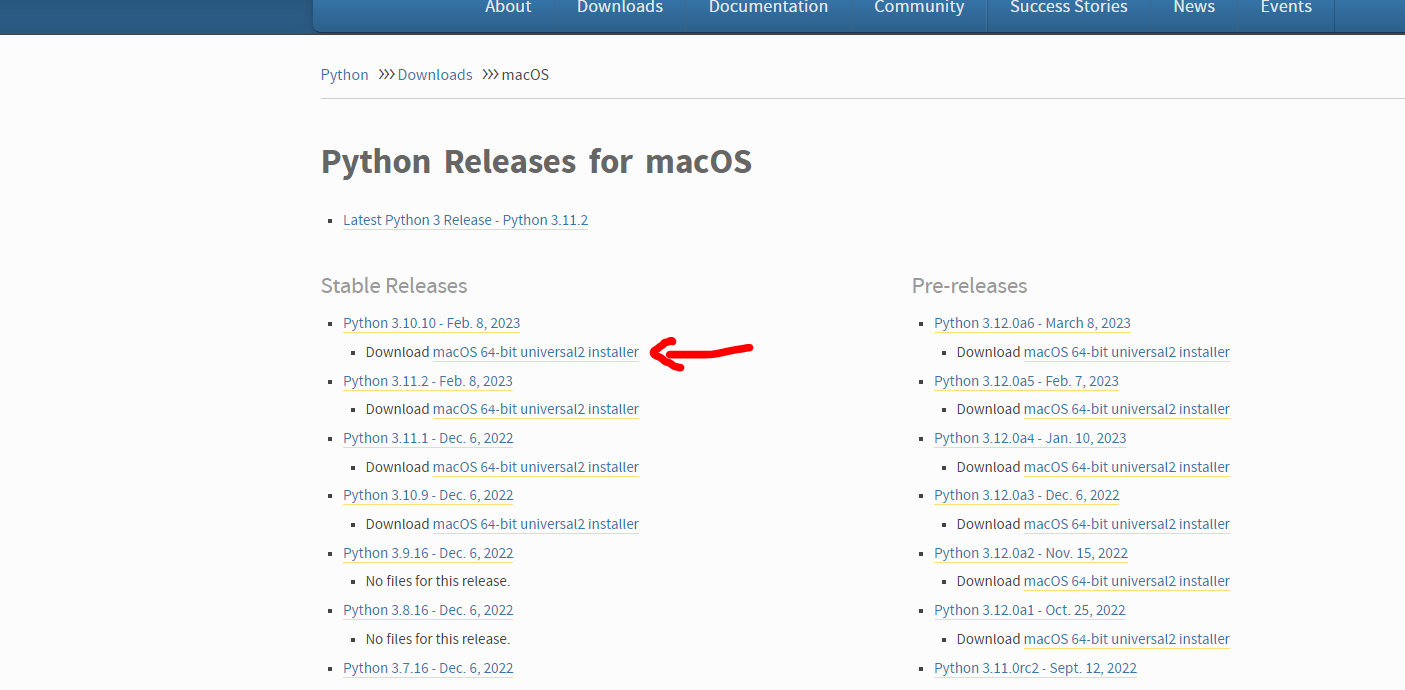 About Downloads Documentation Community Success Stories News Events
Python >>> Downloads >>> macOS
Python Releases for macOS
Latest Python 3 Release - Python 3.11.2
Stable Releases
Python 3.10.10 - Feb. 8, 2023
Download macOS 64-bit universal2 installer
Python 3.11.2 - Feb. 8, 2023
Download macOS 64-bit universal2 installer
Python 3.11.1 - Dec. 6, 2022
Download macOS 64-bit universal2 installer
Python 3.10.9 - Dec. 6, 2022
Download macOS 64-bit universal2 installer
Python 3.9.16 - Dec. 6, 2022
No files for this release.
Python 3.8.16 - Dec. 6, 2022
No files for this release.
Python 3.7.16 - Dec. 6, 2022
Pre-releases
Python 3.12.0a6 - March 8, 2023
Download macOS 64-bit universal2 installer
Python 3.12.0a5 - Feb. 7, 2023
Download macOS 64-bit universal2 installer
Python 3.12.0a4 - Jan. 10, 2023
Download macOS 64-bit universal2 installer
Python 3.12.0a3 - Dec. 6, 2022
Download macOS 64-bit universal2 installer
Python 3.12.0a2 - Nov. 15, 2022
Download macOS 64-bit universal2 installer
Python 3.12.0a1 - Oct. 25, 2022
Download macOS 64-bit universal2 installer
Python 3.11.0rc2 - Sept. 12, 2022